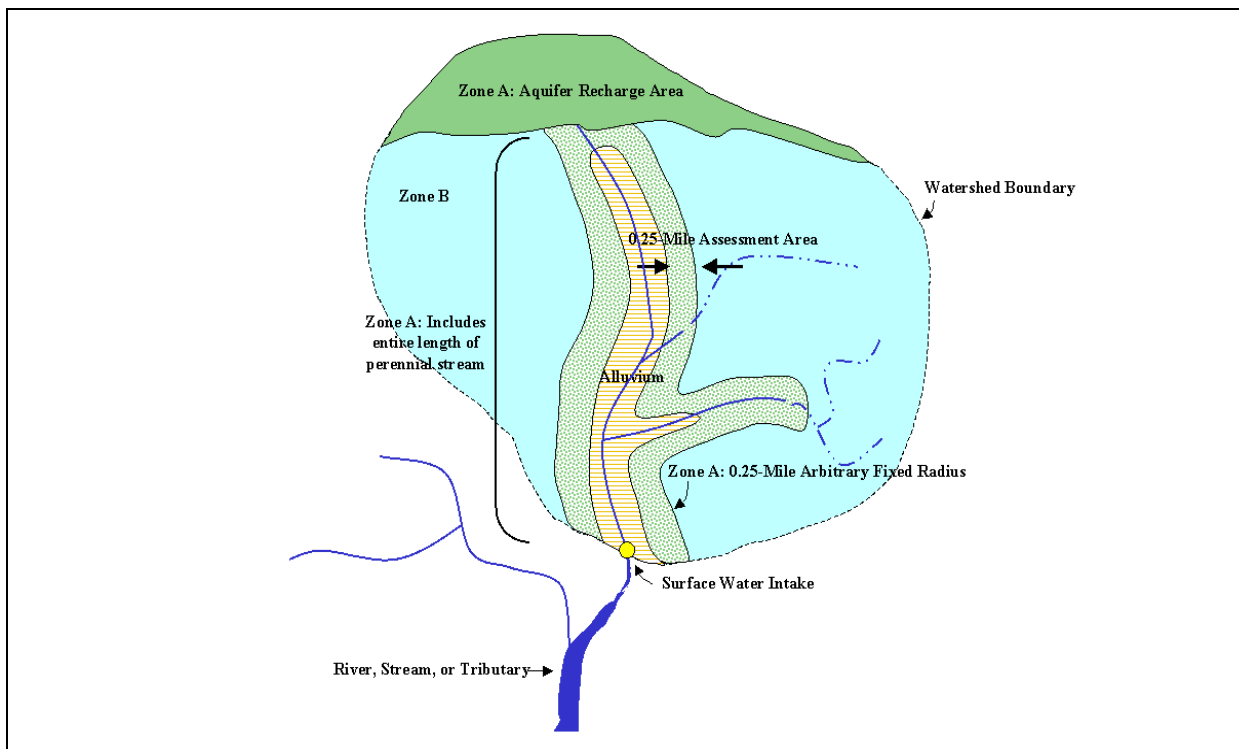 Zone A: Aquifer Recharge Area
Zone B
Watershed Boundary
0.25-Mile Assessment Area
Zone A: Includes
entire length of
perennial stream
Alluvium
Zone A: 0.25-Mile Arbitrary Fixed Radius
Surface Water Intake
River, Stream, or Tributary